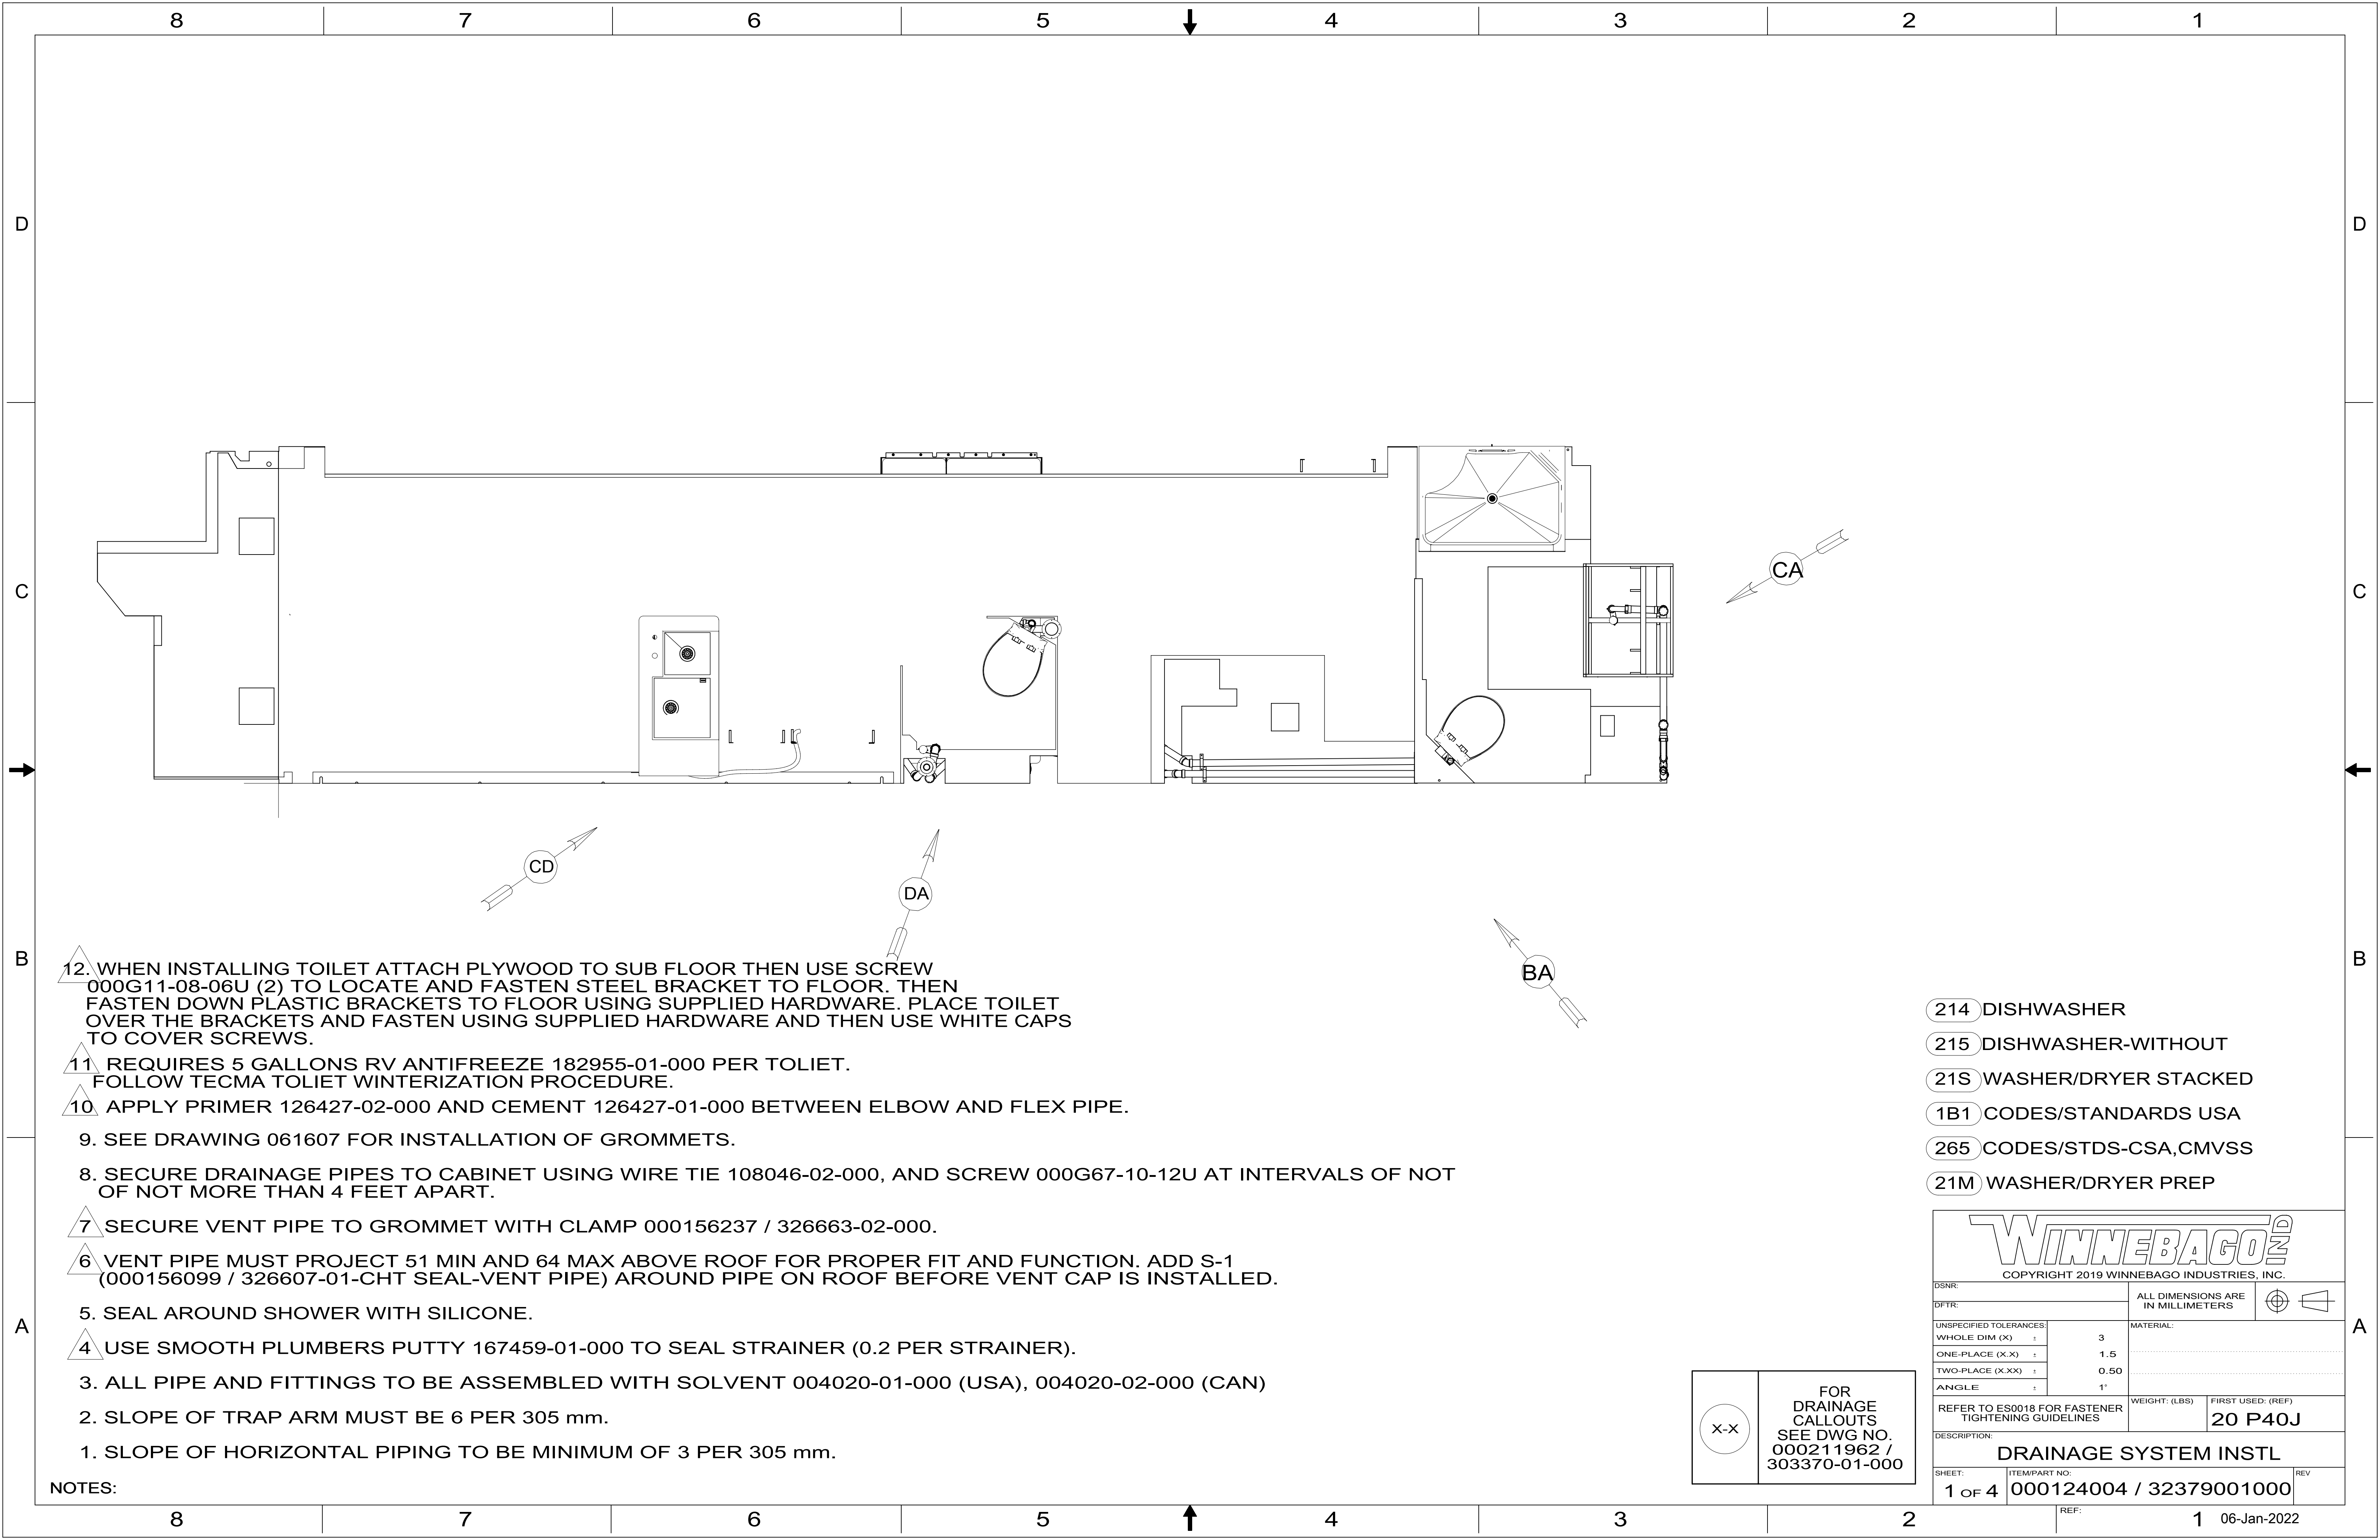 8 7 6 5 4 3 2 1
D D
C C
CA
CD
DA
B B
BA
12. WHEN INSTALLING TOILET ATTACH PLYWOOD TO SUB FLOOR THEN USE SCREW
000G11-08-06U (2) TO LOCATE AND FASTEN STEEL BRACKET TO FLOOR. THEN
FASTEN DOWN PLASTIC BRACKETS TO FLOOR USING SUPPLIED HARDWARE. PLACE TOILET
OVER THE BRACKETS AND FASTEN USING SUPPLIED HARDWARE AND THEN USE WHITE CAPS
TO COVER SCREWS.
11 REQUIRES 5 GALLONS RV ANTIFREEZE 182955-01-000 PER TOLIET.
FOLLOW TECMA TOLIET WINTERIZATION PROCEDURE.
10 APPLY PRIMER 126427-02-000 AND CEMENT 126427-01-000 BETWEEN ELBOW AND FLEX PIPE.
9. SEE DRAWING 061607 FOR INSTALLATION OF GROMMETS.
8. SECURE DRAINAGE PIPES TO CABINET USING WIRE TIE 108046-02-000, AND SCREW 000G67-10-12U AT INTERVALS OF NOT
OF NOT MORE THAN 4 FEET APART.
7 SECURE VENT PIPE TO GROMMET WITH CLAMP 000156237 / 326663-02-000.
6 VENT PIPE MUST PROJECT 51 MIN AND 64 MAX ABOVE ROOF FOR PROPER FIT AND FUNCTION. ADD S-1
(000156099 / 326607-01-CHT SEAL-VENT PIPE) AROUND PIPE ON ROOF BEFORE VENT CAP IS INSTALLED.
5. SEAL AROUND SHOWER WITH SILICONE.
4 USE SMOOTH PLUMBERS PUTTY 167459-01-000 TO SEAL STRAINER (0.2 PER STRAINER).
3. ALL PIPE AND FITTINGS TO BE ASSEMBLED WITH SOLVENT 004020-01-000 (USA), 004020-02-000 (CAN)
2. SLOPE OF TRAP ARM MUST BE 6 PER 305 mm.
1. SLOPE OF HORIZONTAL PIPING TO BE MINIMUM OF 3 PER 305 mm.
NOTES:
214 DISHWASHER
215 DISHWASHER-WITHOUT
21S WASHER/DRYER STACKED
1B1 CODES/STANDARDS USA
265 CODES/STDS-CSA,CMVSS
21M WASHER/DRYER PREP
A A
X-X
FOR
DRAINAGE
CALLOUTS
SEE DWG NO.
000211962 /
303370-01-000
WINNEBAGO IND
COPYRIGHT 2019 WINNEBAGO INDUSTRIES, INC.
DSNR:
DFTR:
ALL DIMENSIONS ARE
IN MILLIMETERS
UNSPECIFIED TOLERANCES:
MATERIAL:
WHOLE DIM (X) ± 3
ONE-PLACE (X.X) ± 1.5
TWO-PLACE (X.XX) ± 0.50
ANGLE ± 1°
REFER TO ES0018 FOR FASTENER
TIGHTENING GUIDELINES
WEIGHT: (LBS)
FIRST USED: (REF)
20 P40J
DESCRIPTION:
DRAINAGE SYSTEM INSTL
SHEET:
1 OF 4
ITEM/PART NO:
000124004 / 32379001000
REV
REF:
8 7 6 5 4 3 2 1
06-Jan-2022